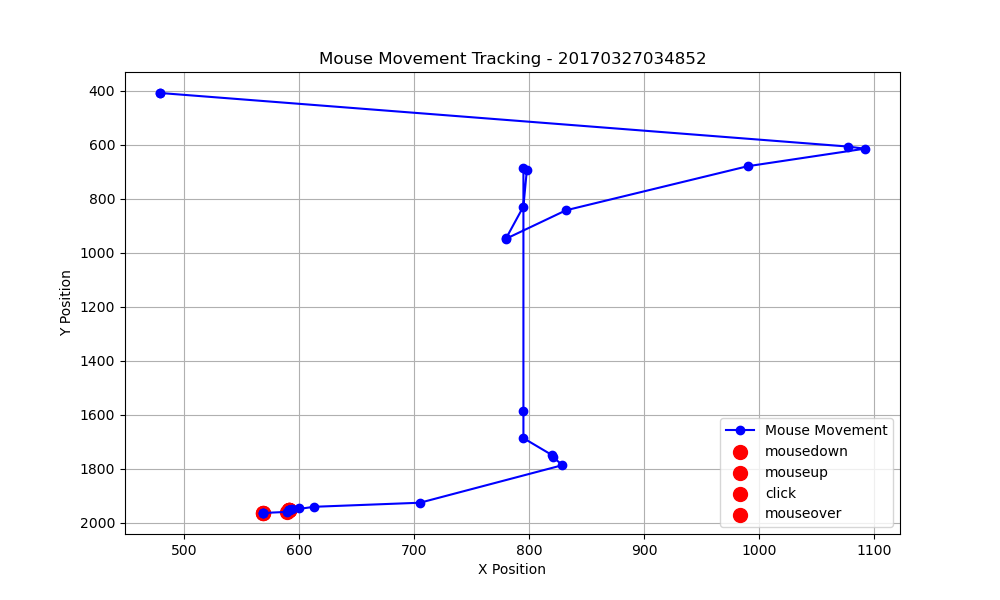 Mouse Movement Tracking - 20170327034852
400
600
800
1000
1200
1400
1600
1800
2000
Y Position
500
600
700
800
900
1000
1100
X Position
Mouse Movement
mousedown
mouseup
click
mouseover